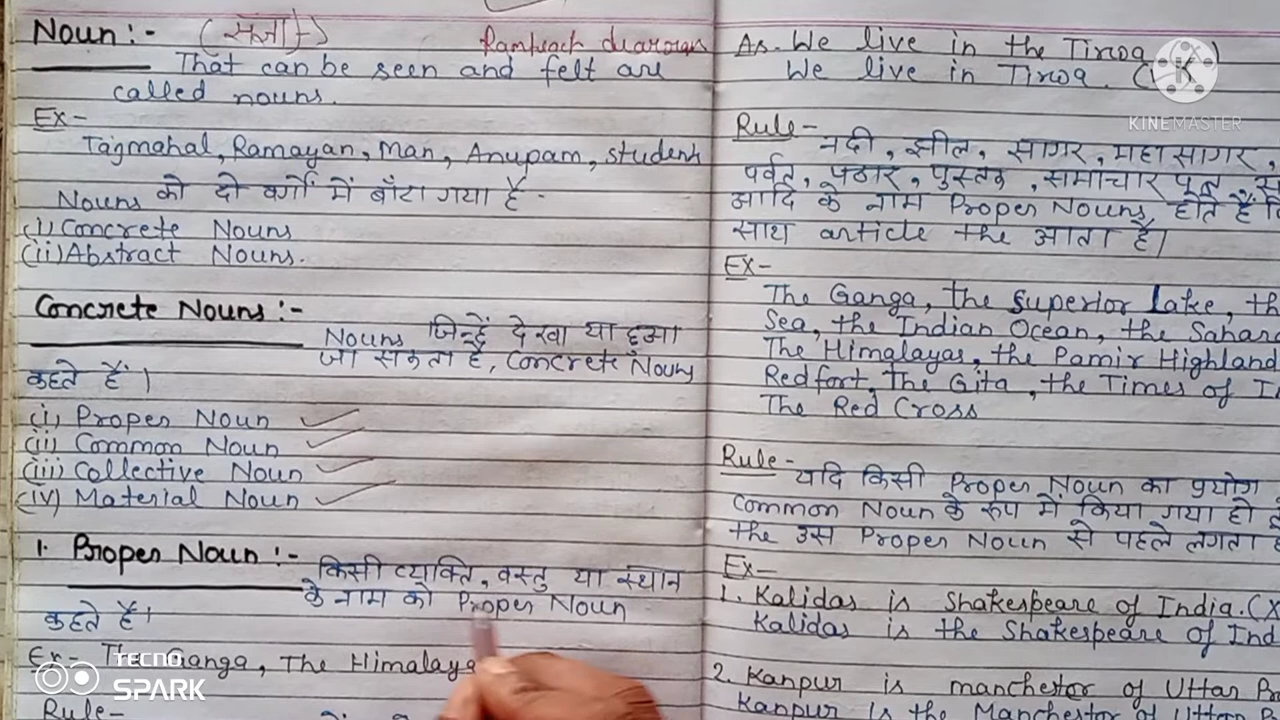 Noun :- (संज्ञा)
That can be seen and felt are
called nouns.
Ex-
Tajmahal, Ramayan, Man, Anupam, student
Nouns को दो वर्गों में बाँटा गया है -
(i) Concrete Nouns
(ii) Abstract Nouns.
Concrete Nouns :-
Nouns जिन्हें देखा या छुआ
जा सकता है, Concrete Nouns
कहते हैं।
(i) Proper Noun
(ii) Common Noun
(iii) Collective Noun
(iv) Material Noun
1. Proper Noun :-
किसी व्यक्ति, वस्तु या स्थान
के नाम को Proper Noun
कहते हैं।
Ex- The Ganga, The Himalaya
Rule-
As. We live in the Tirwa
We live in Tirwa. (
Rule-
नदी, झील, सागर, महासागर,
पर्वत, पठार, पुस्तक, समाचार पत्र,
आदि के नाम Proper Nouns होते हैं
साथ article the आता है।
Ex-
The Ganga, the Superior Lake, th
Sea, the Indian Ocean, the Sahara
The Himalayas, the Pamir Highland
Redfort, The Gita, the Times of I
The Red Cross
Rule-
यदि किसी Proper Noun का प्रयोग
Common Noun के रूप में किया गया हो
the उस Proper Noun से पहले लगता
Ex-
1. Kalidas is Shakespeare of India. (X
Kalidas is the Shakespeare of Ind
2. Kanpur is manchester of Uttar Pr
Kanpur is the Manchester of Uttar P
KINEMASTER
TECNO
SPARK